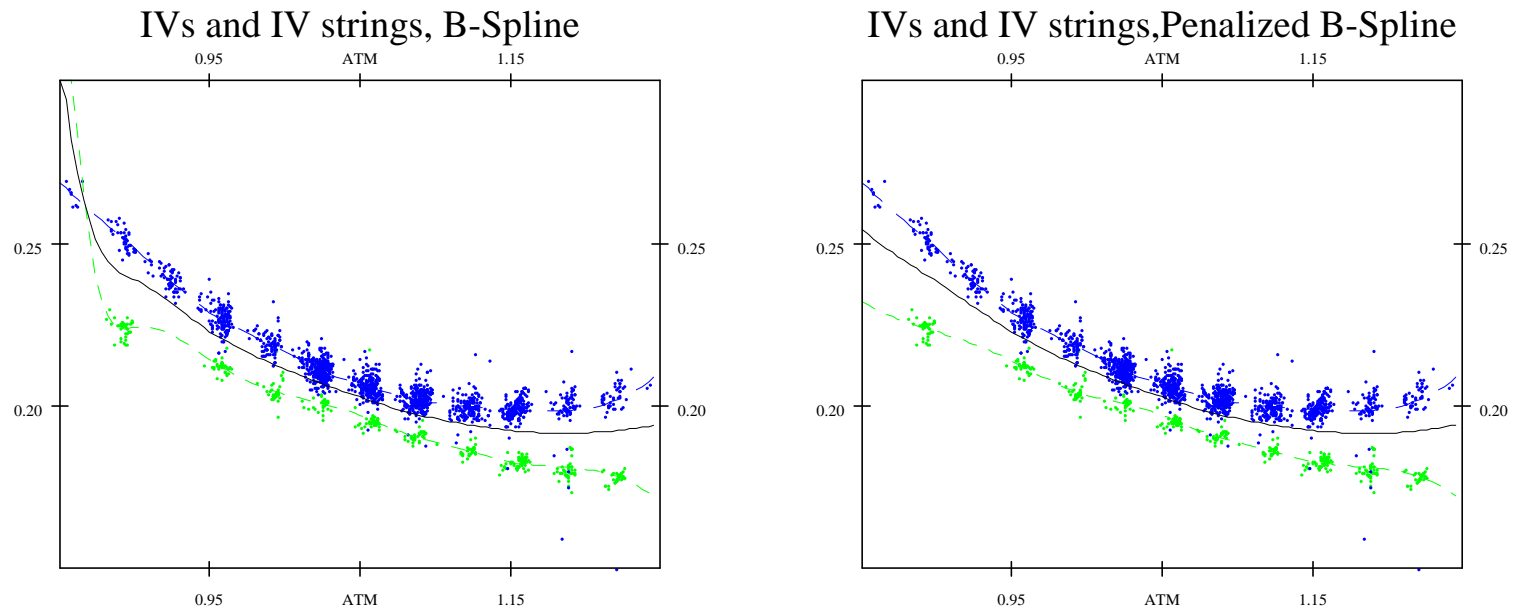 IVs and IV strings, B-Spline
0.95 ATM 1.15
0.25 0.25
0.20 0.20
0.95 ATM 1.15
IVs and IV strings,Penalized B-Spline
0.95 ATM 1.15
0.25 0.25
0.20 0.20
0.95 ATM 1.15